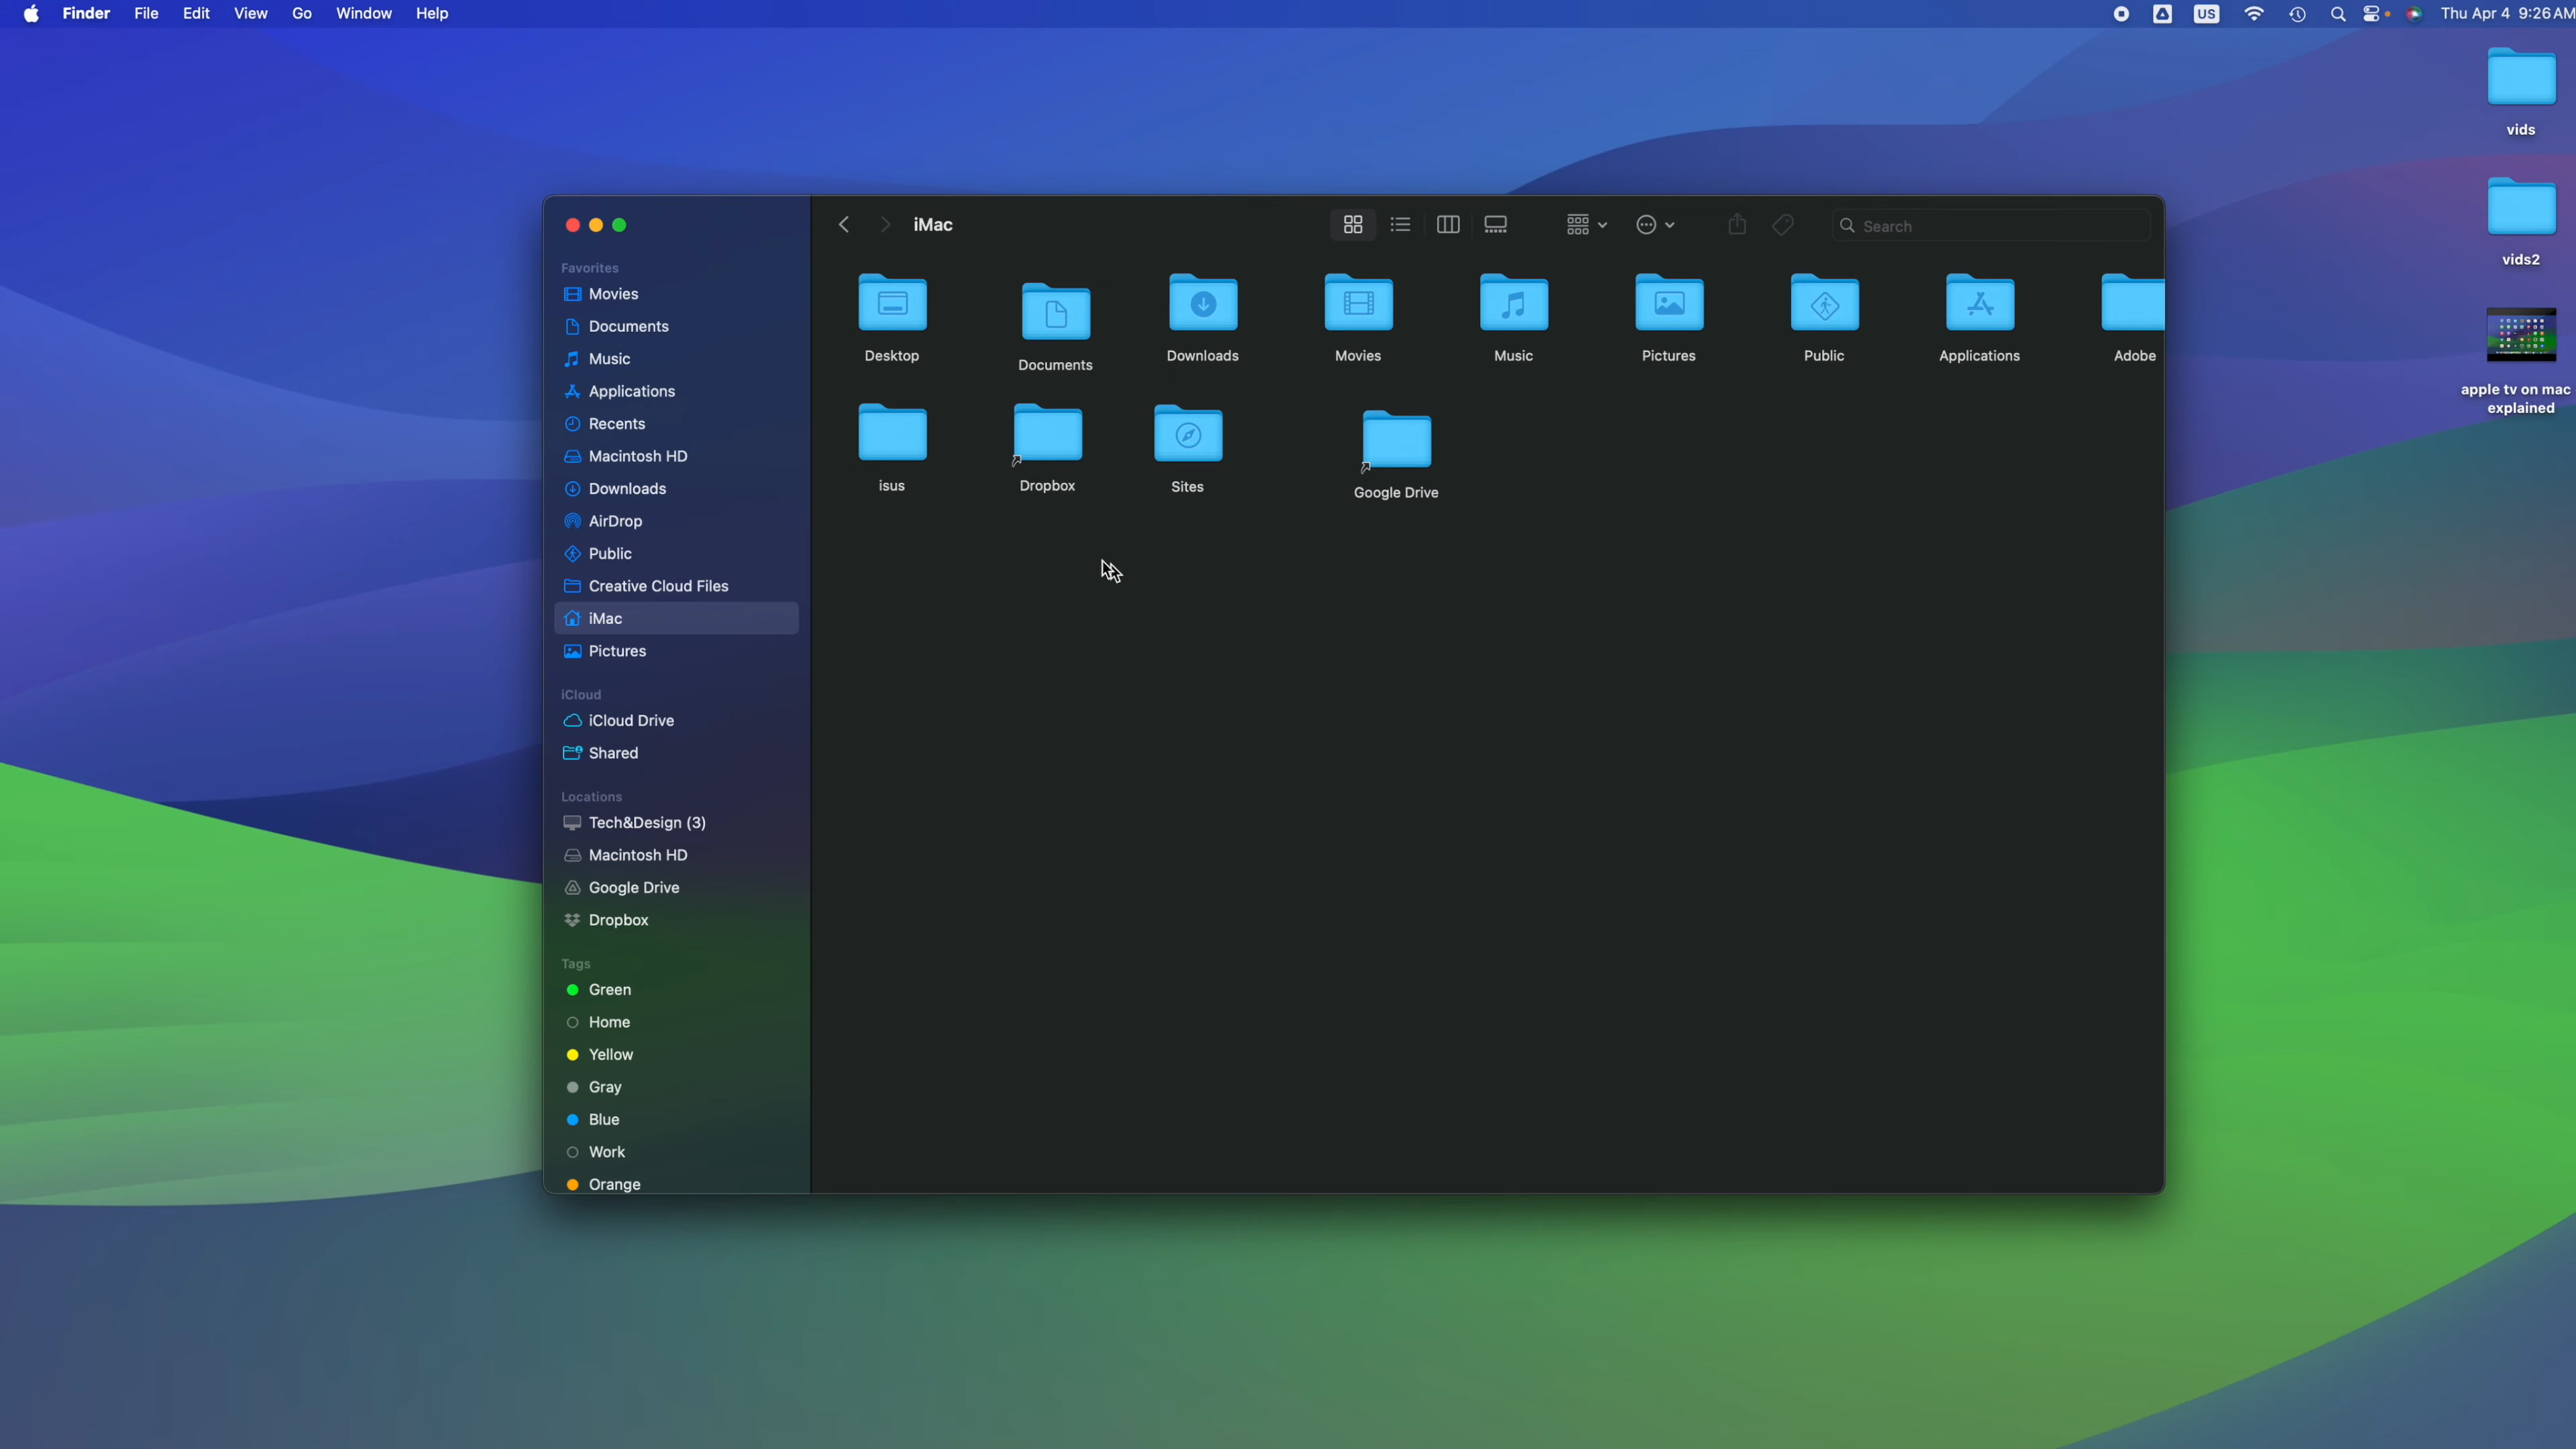 Finder File Edit View Go Window Help US Thu Apr 4 9:26 AM
vids
vids2
apple tv on mac
explained
iMac
Search
Favorites
Movies
Documents
Music
Applications
Recents
Macintosh HD
Downloads
AirDrop
Public
Creative Cloud Files
iMac
Pictures
iCloud
iCloud Drive
Shared
Locations
Tech&Design (3)
Macintosh HD
Google Drive
Dropbox
Tags
Green
Home
Yellow
Gray
Blue
Work
Orange
Desktop Documents Downloads Movies Music Pictures Public Applications Adobe
isus Dropbox Sites Google Drive